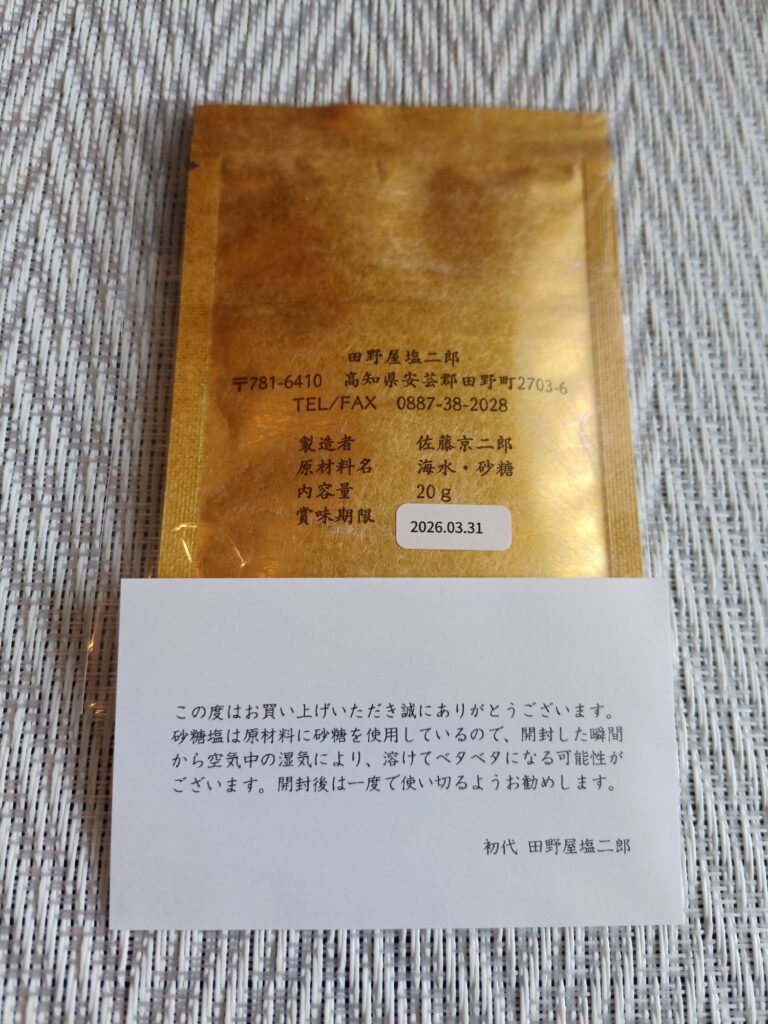 田野屋塩二郎
〒781-6410　高知県安芸郡田野町2703-6
TEL/FAX　0887-38-2028
製造者　佐藤京二郎
原材料名　海水・砂糖
内容量　20g
賞味期限　2026.03.31
この度はお買い上げいただき誠にありがとうございます。
砂糖塩は原材料に砂糖を使用しているので、開封した瞬間
から空気中の湿気により、溶けてベタベタになる可能性が
ございます。開封後は一度で使い切るようお勧めします。
初代 田野屋塩二郎